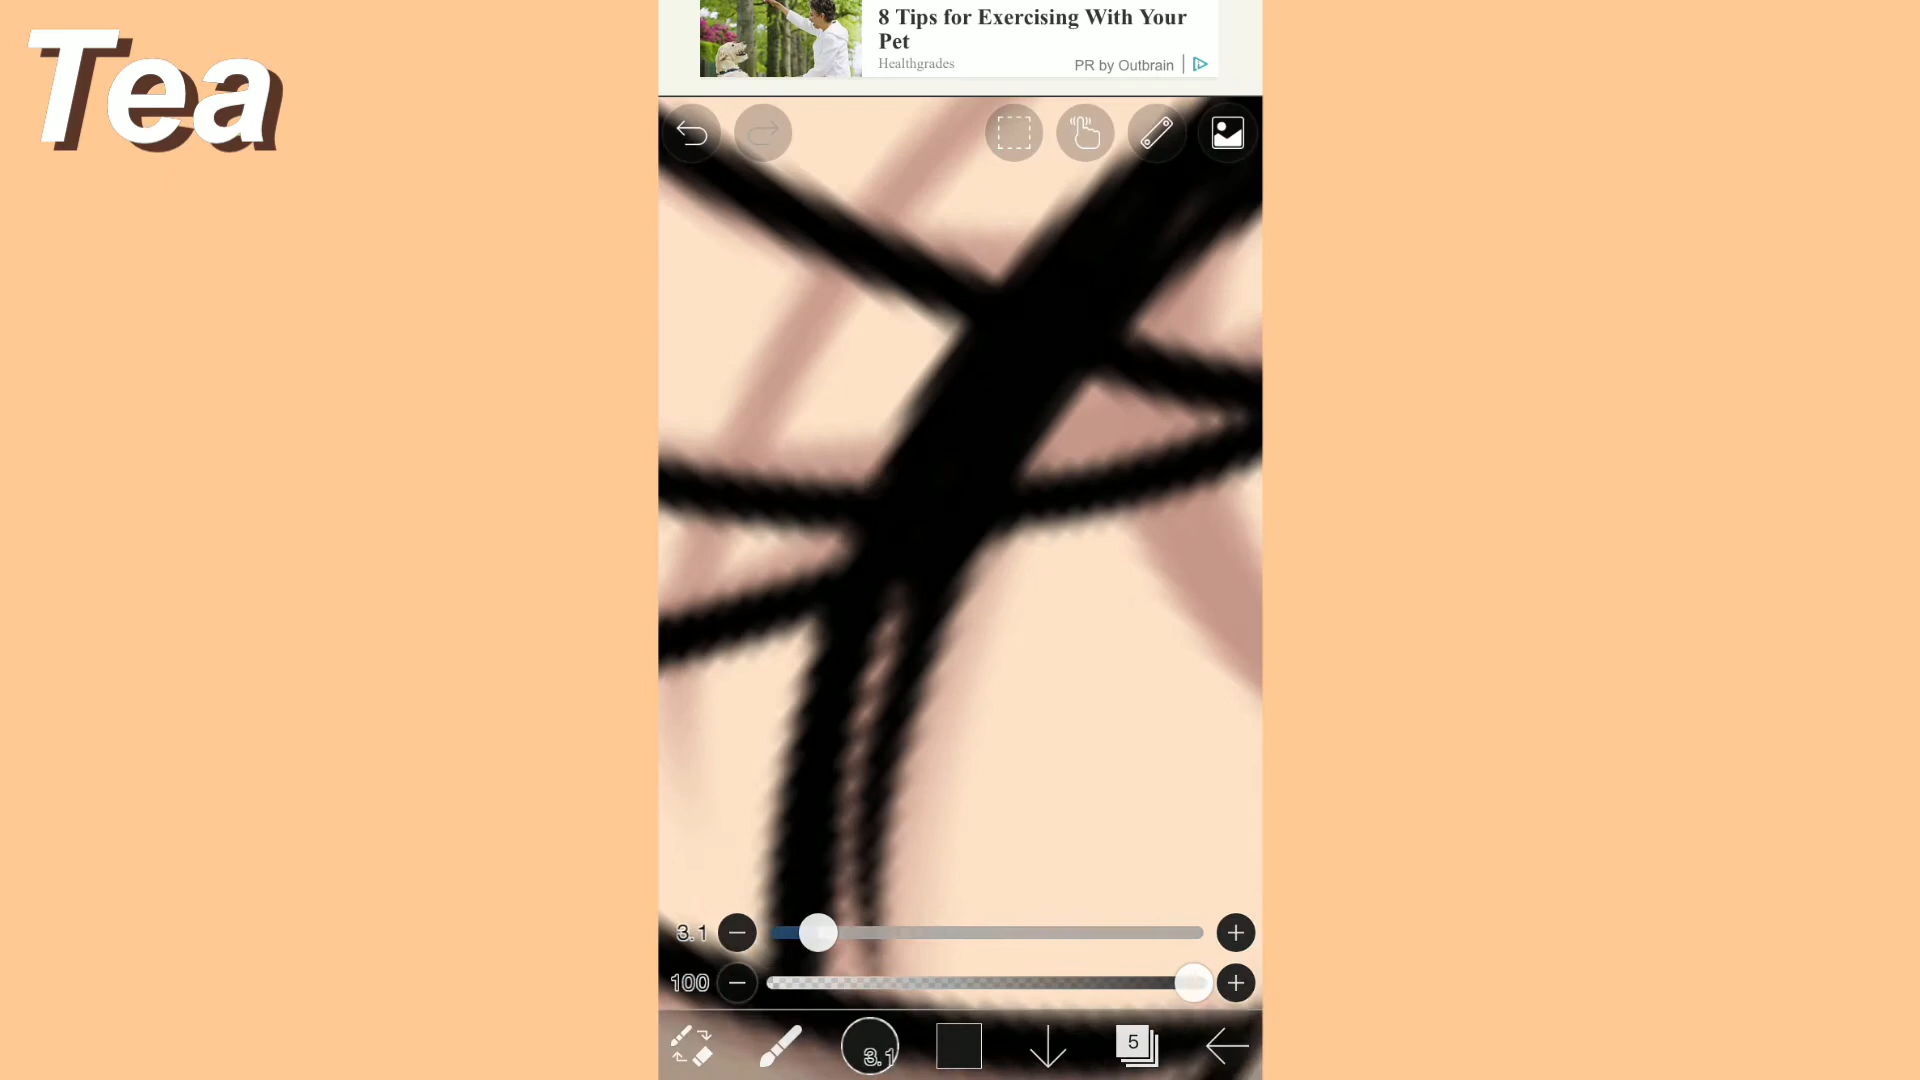 Tea
8 Tips for Exercising With Your
Pet
Healthgrades
PR by Outbrain
3.1
100
3.1
5